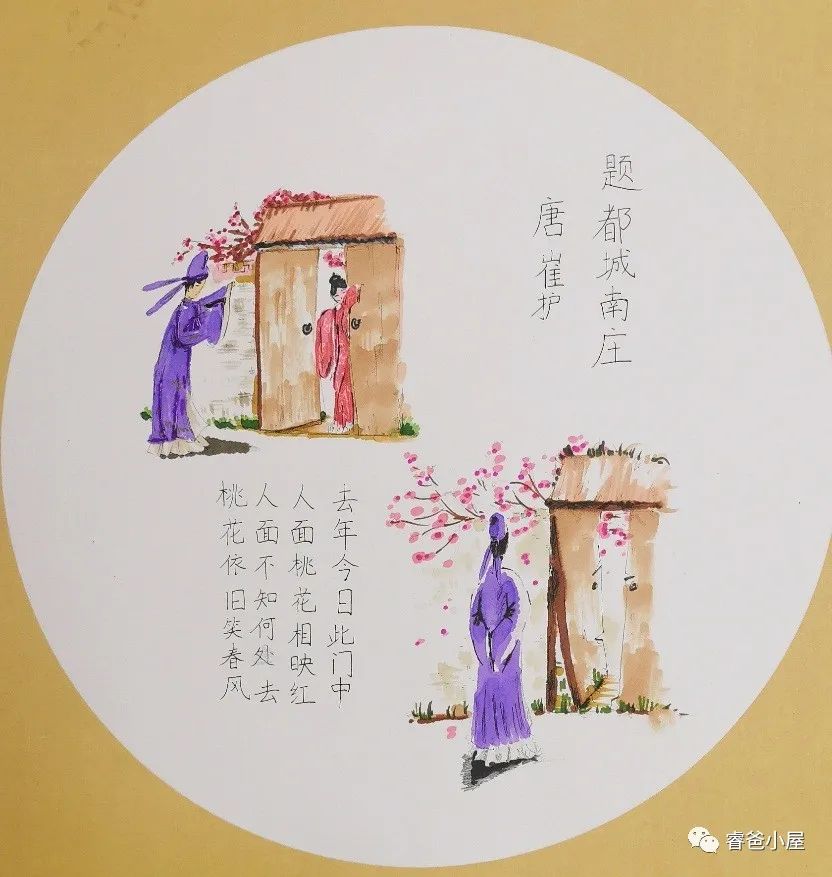 题都城南庄
唐 崔护
去年今日此门中
人面桃花相映红
人面不知何处去
桃花依旧笑春风
睿爸小屋